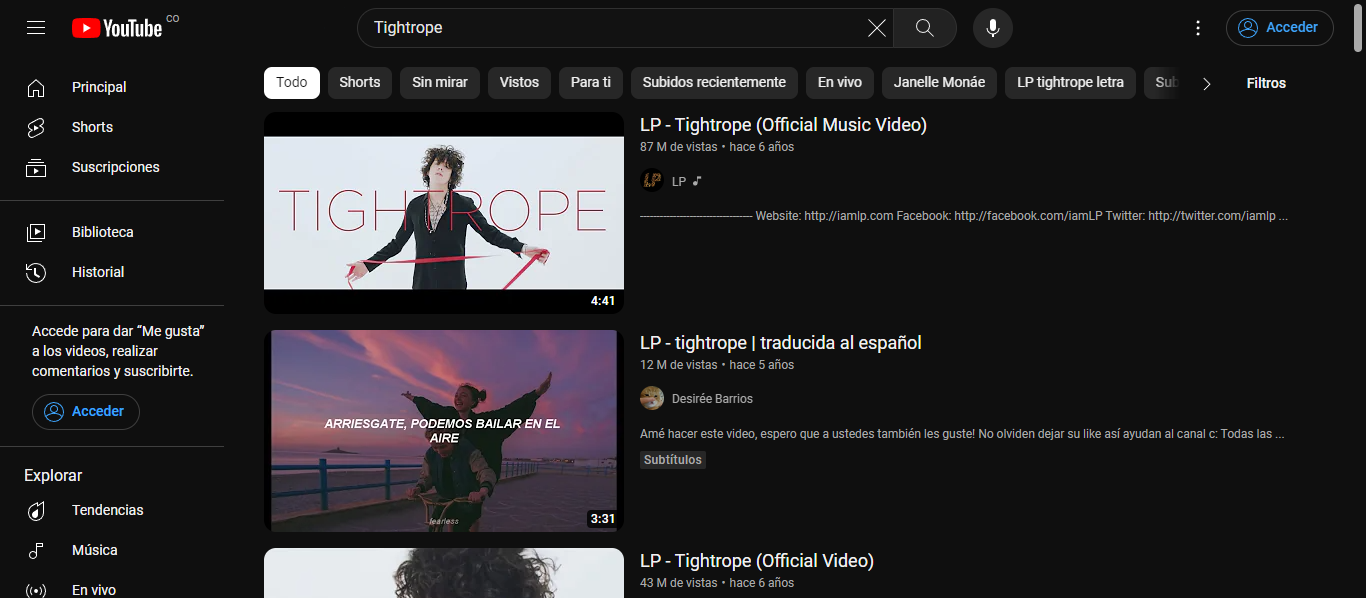 YouTube CO
Tightrope
Acceder
Principal
Shorts
Suscripciones
Biblioteca
Historial
Accede para dar “Me gusta”
a los videos, realizar
comentarios y suscribirte.
Acceder
Explorar
Tendencias
Música
En vivo
Todo
Shorts
Sin mirar
Vistos
Para ti
Subidos recientemente
En vivo
Janelle Monáe
LP tightrope letra
Sub
Filtros
TIGHTROPE
4:41
LP - Tightrope (Official Music Video)
87 M de vistas • hace 6 años
LP
LP
-------------------------------- Website: http://iamlp.com Facebook: http://facebook.com/iamLP Twitter: http://twitter.com/iamlp ...
ARRIESGATE, PODEMOS BAILAR EN EL
AIRE
fearless
3:31
LP - tightrope | traducida al español
12 M de vistas • hace 5 años
Desirée Barrios
Amé hacer este video, espero que a ustedes también les guste! No olviden dejar su like así ayudan al canal c: Todas las ...
Subtítulos
LP - Tightrope (Official Video)
43 M de vistas • hace 6 años